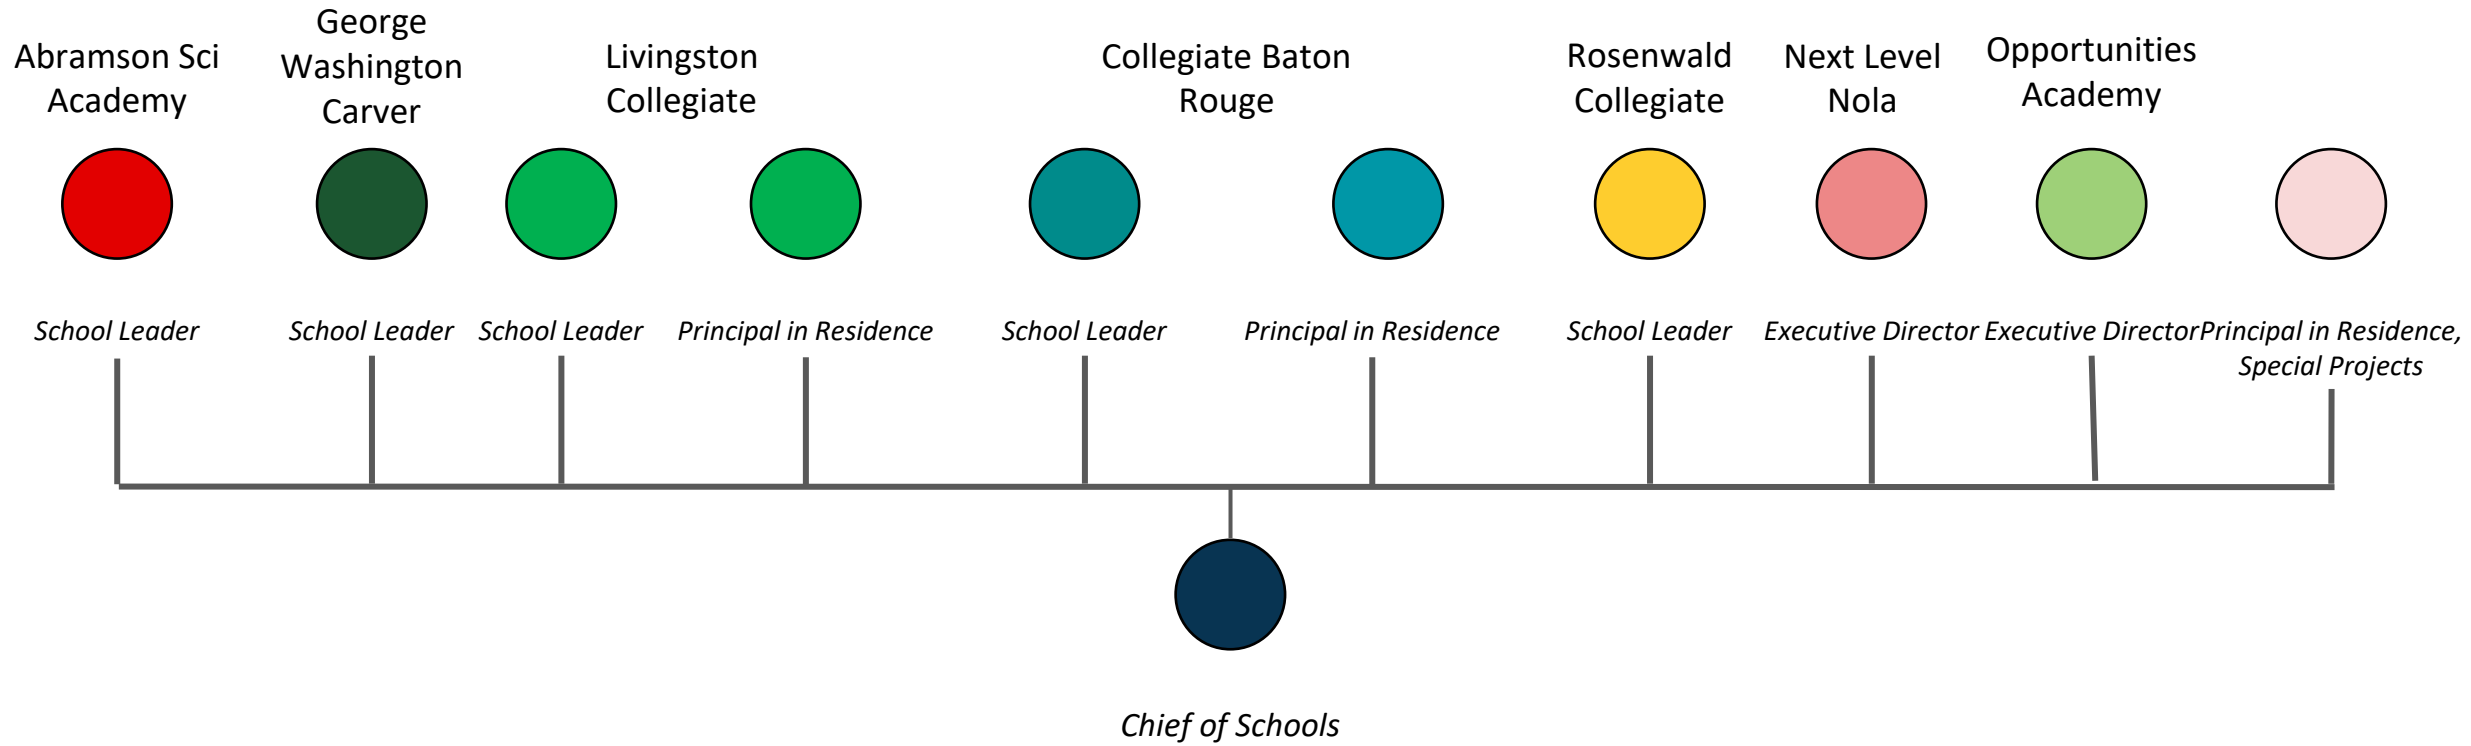 Abramson Sci
Academy
George
Washington
Carver
Livingston
Collegiate
Collegiate Baton
Rouge
Rosenwald
Collegiate
Next Level
Nola
Opportunities
Academy
School Leader
School Leader
School Leader
Principal in Residence
School Leader
Principal in Residence
School Leader
Executive Director
Executive Director
Principal in Residence,
Special Projects
Chief of Schools